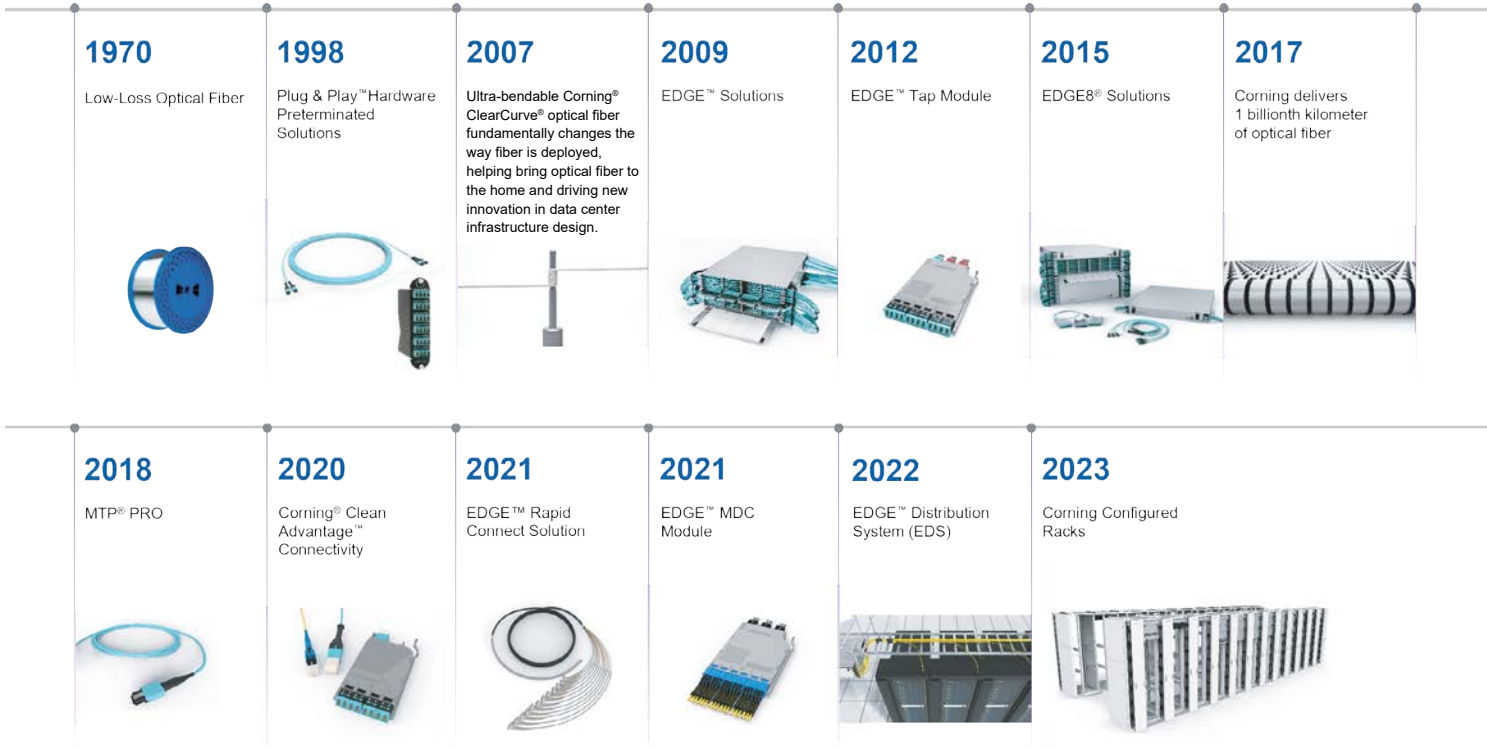 1970
Low-Loss Optical Fiber
1998
Plug & Play™Hardware
Preterminated
Solutions
2007
Ultra-bendable Corning®
ClearCurve® optical fiber
fundamentally changes the
way fiber is deployed,
helping bring optical fiber to
the home and driving new
innovation in data center
infrastructure design.
2009
EDGE™ Solutions
2012
EDGE™ Tap Module
2015
EDGE8® Solutions
2017
Corning delivers
1 billionth kilometer
of optical fiber
2018
MTP® PRO
2020
Corning® Clean
Advantage™
Connectivity
2021
EDGE™ Rapid
Connect Solution
2021
EDGE™ MDC
Module
2022
EDGE™ Distribution
System (EDS)
2023
Corning Configured
Racks